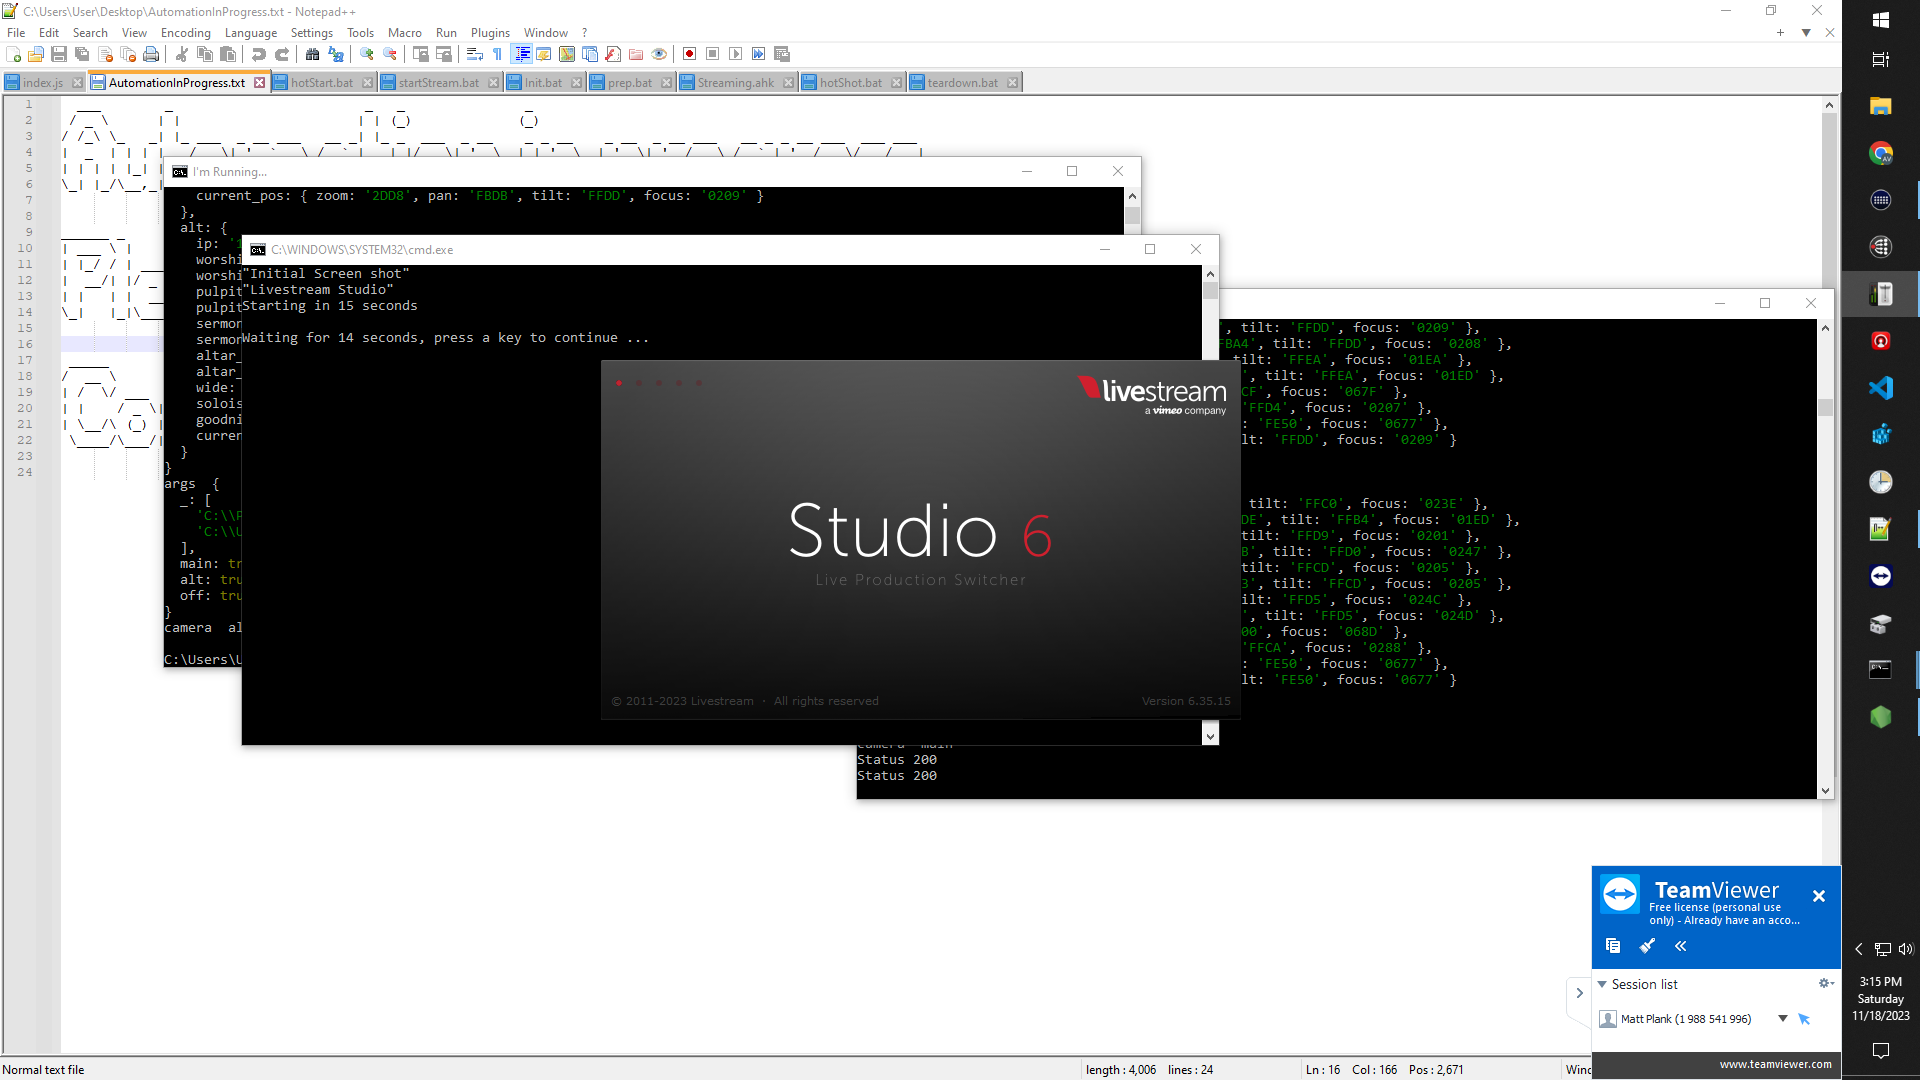 C:\Users\User\Desktop\AutomationInProgress.txt - Notepad++
File Edit Search View Encoding Language Settings Tools Macro Run Plugins Window ?
index.js AutomationInProgress.txt hotStart.bat startStream.bat Init.bat prep.bat Streaming.ahk hotShot.bat teardown.bat
1
2
3
4
5
6
7
8
9
10
11
12
13
14
15
16
17
18
19
20
21
22
23
24
I'm Running...
current_pos: { zoom: '2DD8', pan: 'FBDB', tilt: 'FFDD', focus: '0209' }
},
alt: {
ip: '1
worshi
worshi
pulpit
pulpit
sermon
sermon
altar_
altar_
wide:
solois
goodni
curren
}
}
args {
_: [
'C:\\P
'C:\\U
],
main: tr
alt: tru
off: tru
}
camera al
C:\Users\U
C:\WINDOWS\SYSTEM32\cmd.exe
"Initial Screen shot"
"Livestream Studio"
Starting in 15 seconds
Waiting for 14 seconds, press a key to continue ...
livestream
a vimeo company
Studio 6
Live Production Switcher
© 2011-2023 Livestream · All rights reserved
Version 6.35.15
', tilt: 'FFDD', focus: '0209' },
FBA4', tilt: 'FFDD', focus: '0208' },
tilt: 'FFEA', focus: '01EA' },
', tilt: 'FFEA', focus: '01ED' },
CF', focus: '067F' },
'FFD4', focus: '0207' },
: 'FE50', focus: '0677' },
lt: 'FFDD', focus: '0209' }
tilt: 'FFC0', focus: '023E' },
DE', tilt: 'FFB4', focus: '01ED' },
tilt: 'FFD9', focus: '0201' },
B', tilt: 'FFD0', focus: '0247' },
tilt: 'FFCD', focus: '0205' },
3', tilt: 'FFCD', focus: '0205' },
ilt: 'FFD5', focus: '024C' },
', tilt: 'FFD5', focus: '024D' },
00', focus: '068D' },
'FFCA', focus: '0288' },
: 'FE50', focus: '0677' },
lt: 'FE50', focus: '0677' }
camera main
Status 200
Status 200
TeamViewer
Free license (personal use
only) - Already have an acco...
Session list
Matt Plank (1 988 541 996)
www.teamviewer.com
3:15 PM
Saturday
11/18/2023
Normal text file
length : 4,006 lines : 24
Ln : 16 Col : 166 Pos : 2,671
Winc